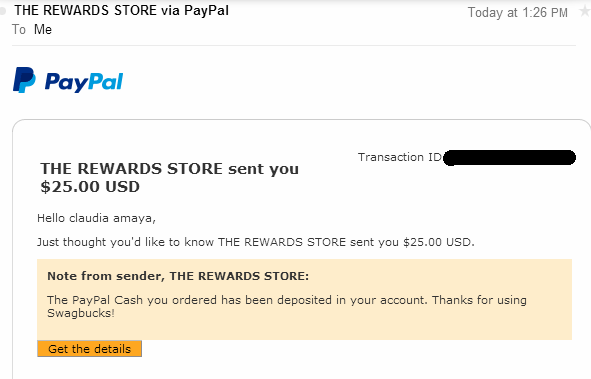 THE REWARDS STORE via PayPal
Today at 1:26 PM
To Me
PayPal
Transaction ID
THE REWARDS STORE sent you
$25.00 USD
Hello claudia amaya,
Just thought you'd like to know THE REWARDS STORE sent you $25.00 USD.
Note from sender, THE REWARDS STORE:
The PayPal Cash you ordered has been deposited in your account. Thanks for using
Swagbucks!
Get the details